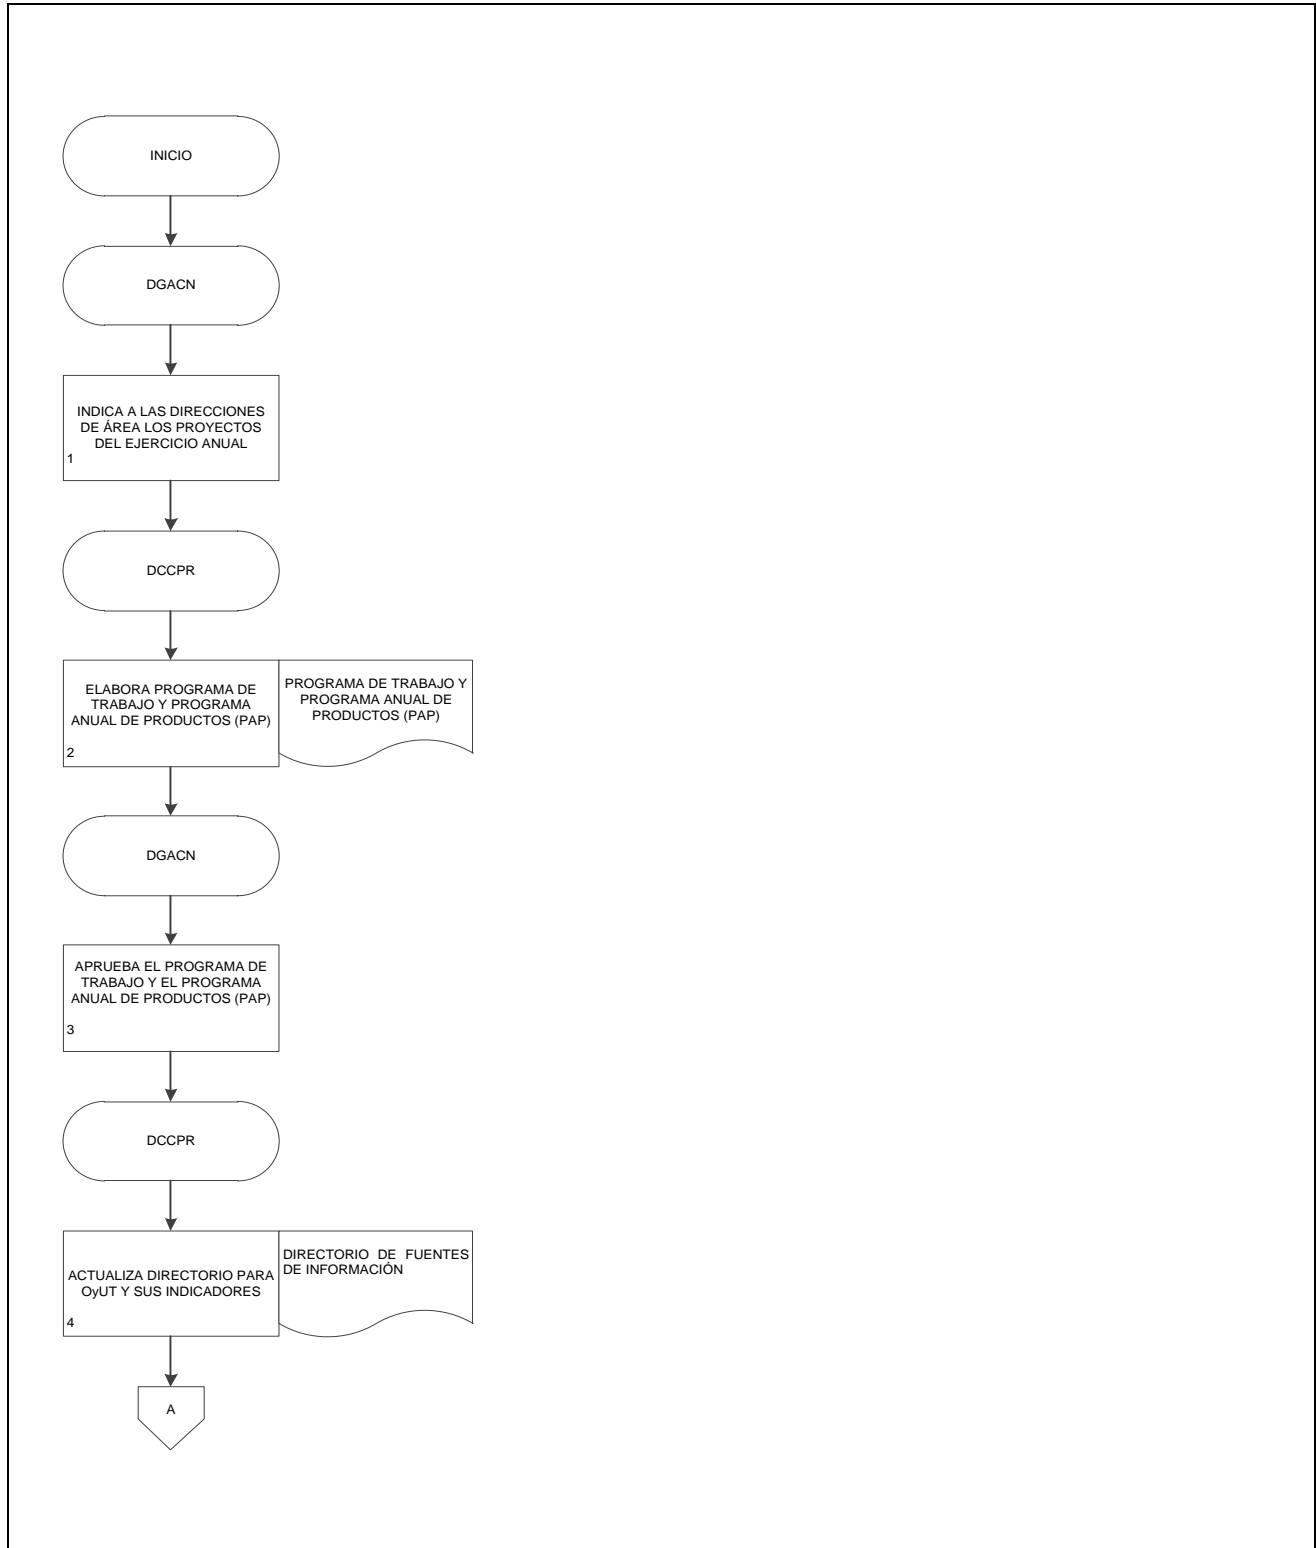 INICIO
DGACN
INDICA A LAS DIRECCIONES
DE ÁREA LOS PROYECTOS
DEL EJERCICIO ANUAL
1
DCCPR
ELABORA PROGRAMA DE
TRABAJO Y PROGRAMA
ANUAL DE PRODUCTOS (PAP)
2
PROGRAMA DE TRABAJO Y
PROGRAMA ANUAL DE
PRODUCTOS (PAP)
DGACN
APRUEBA EL PROGRAMA DE
TRABAJO Y EL PROGRAMA
ANUAL DE PRODUCTOS (PAP)
3
DCCPR
ACTUALIZA DIRECTORIO PARA
OyUT Y SUS INDICADORES
4
DIRECTORIO DE FUENTES
DE INFORMACIÓN
A